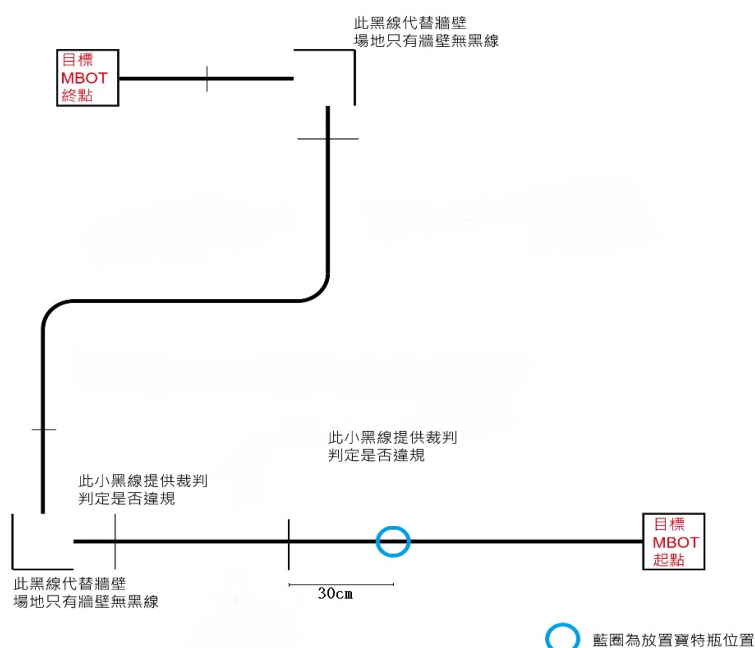 此黑線代替牆壁
場地只有牆壁無黑線
目標
MBOT
終點
此小黑線提供裁判
判定是否違規
此小黑線提供裁判
判定是否違規
目標
MBOT
起點
此黑線代替牆壁
場地只有牆壁無黑線
30cm
藍圈為放置寶特瓶位置